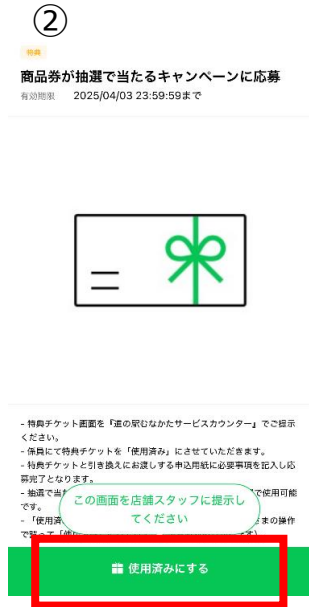 ②
特典
商品券が抽選で当たるキャンペーンに応募
有効期限 2025/04/03 23:59:59まで
- 特典チケット画面を『道の駅むなかたサービスカウンター』でご提示
ください。
- 係員にて特典チケットを「使用済み」にさせていただきます。
- 特典チケットと引き換えにお渡しする申込用紙に必要事項を記入し応
募完了となります。
- 抽選で当
で使用可能
です。
この画面を店舗スタッフに提示し
てください
- 「使用済
さまの操作
使用済みにする